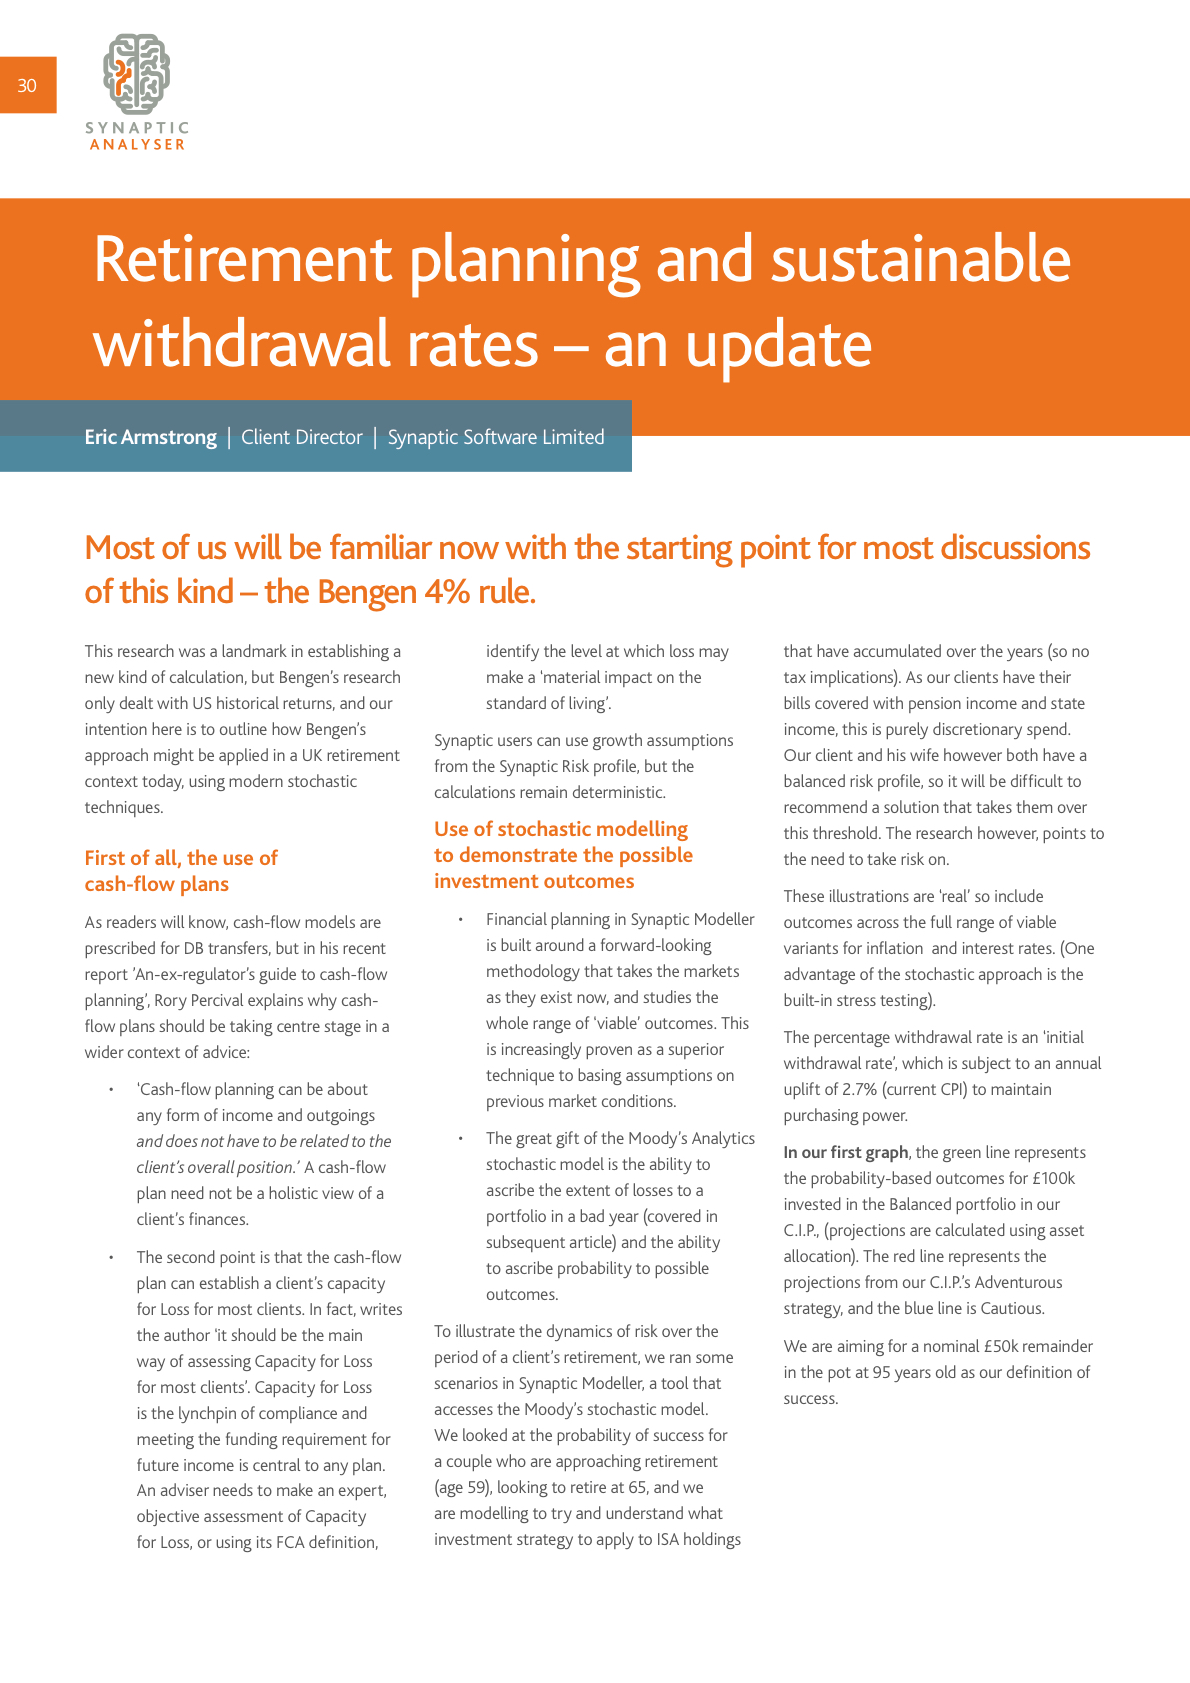 30
SYNAPTIC
ANALYSER
Retirement planning and sustainable
withdrawal rates – an update
Eric Armstrong | Client Director | Synaptic Software Limited
Most of us will be familiar now with the starting point for most discussions
of this kind – the Bengen 4% rule.
This research was a landmark in establishing a
new kind of calculation, but Bengen’s research
only dealt with US historical returns, and our
intention here is to outline how Bengen’s
approach might be applied in a UK retirement
context today, using modern stochastic
techniques.
First of all, the use of
cash-flow plans
As readers will know, cash-flow models are
prescribed for DB transfers, but in his recent
report ’An-ex-regulator’s guide to cash-flow
planning’, Rory Percival explains why cash-
flow plans should be taking centre stage in a
wider context of advice:
• ‘Cash-flow planning can be about
any form of income and outgoings
and does not have to be related to the
client’s overall position.’ A cash-flow
plan need not be a holistic view of a
client’s finances.
• The second point is that the cash-flow
plan can establish a client’s capacity
for Loss for most clients. In fact, writes
the author ‘it should be the main
way of assessing Capacity for Loss
for most clients’. Capacity for Loss
is the lynchpin of compliance and
meeting the funding requirement for
future income is central to any plan.
An adviser needs to make an expert,
objective assessment of Capacity
for Loss, or using its FCA definition,
identify the level at which loss may
make a ‘material impact on the
standard of living’.
Synaptic users can use growth assumptions
from the Synaptic Risk profile, but the
calculations remain deterministic.
Use of stochastic modelling
to demonstrate the possible
investment outcomes
• Financial planning in Synaptic Modeller
is built around a forward-looking
methodology that takes the markets
as they exist now, and studies the
whole range of ‘viable’ outcomes. This
is increasingly proven as a superior
technique to basing assumptions on
previous market conditions.
• The great gift of the Moody’s Analytics
stochastic model is the ability to
ascribe the extent of losses to a
portfolio in a bad year (covered in
subsequent article) and the ability
to ascribe probability to possible
outcomes.
To illustrate the dynamics of risk over the
period of a client’s retirement, we ran some
scenarios in Synaptic Modeller, a tool that
accesses the Moody’s stochastic model.
We looked at the probability of success for
a couple who are approaching retirement
(age 59), looking to retire at 65, and we
are modelling to try and understand what
investment strategy to apply to ISA holdings
that have accumulated over the years (so no
tax implications). As our clients have their
bills covered with pension income and state
income, this is purely discretionary spend.
Our client and his wife however both have a
balanced risk profile, so it will be difficult to
recommend a solution that takes them over
this threshold. The research however, points to
the need to take risk on.
These illustrations are ‘real’ so include
outcomes across the full range of viable
variants for inflation  and interest rates. (One
advantage of the stochastic approach is the
built-in stress testing).
The percentage withdrawal rate is an ‘initial
withdrawal rate’, which is subject to an annual
uplift of 2.7% (current CPI) to maintain
purchasing power.
In our first graph, the green line represents
the probability-based outcomes for £100k
invested in the Balanced portfolio in our
C.I.P., (projections are calculated using asset
allocation). The red line represents the
projections from our C.I.P.’s Adventurous
strategy, and the blue line is Cautious.
We are aiming for a nominal £50k remainder
in the pot at 95 years old as our definition of
success.